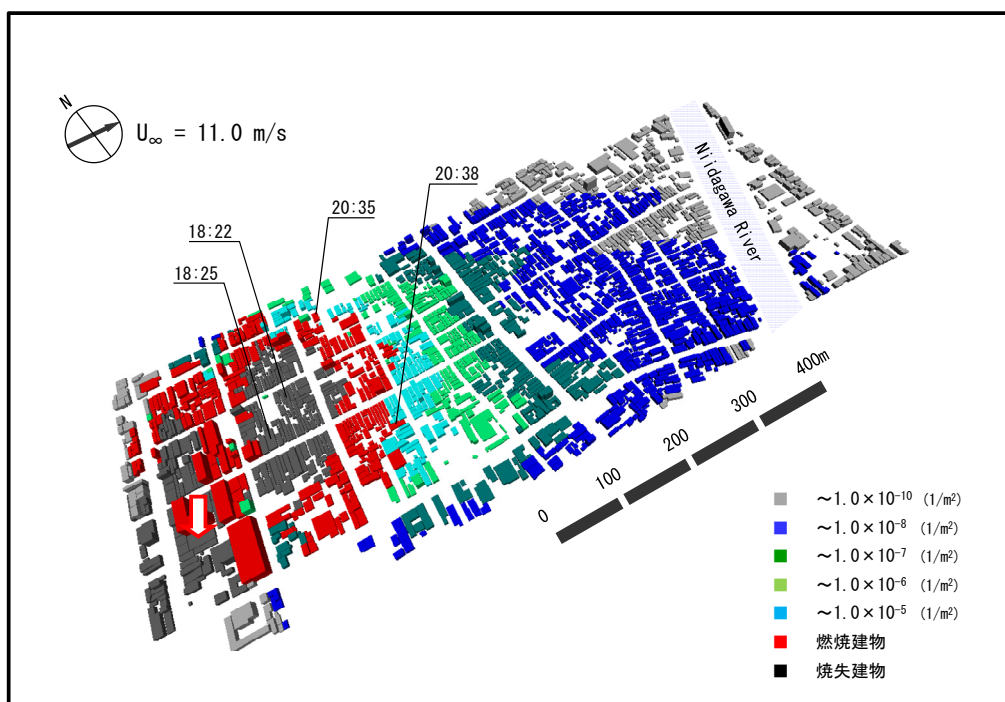 N
U∞ = 11.0 m/s
20:38
20:35
18:22
18:25
Niidagawa River
0
100
200
300
400m
～1.0×10⁻¹⁰ (1/m²)
～1.0×10⁻⁸ (1/m²)
～1.0×10⁻⁷ (1/m²)
～1.0×10⁻⁶ (1/m²)
～1.0×10⁻⁵ (1/m²)
燃焼建物
焼失建物